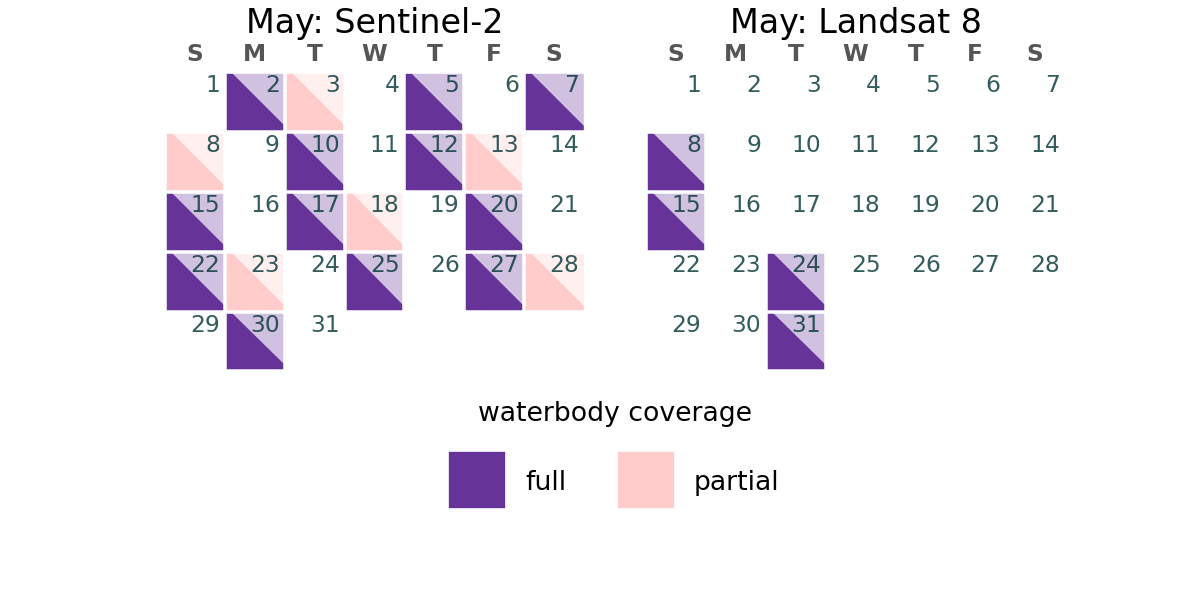 May: Sentinel-2
S M T W T F S
1 2 3 4 5 6 7
8 9 10 11 12 13 14
15 16 17 18 19 20 21
22 23 24 25 26 27 28
29 30 31
May: Landsat 8
S M T W T F S
1 2 3 4 5 6 7
8 9 10 11 12 13 14
15 16 17 18 19 20 21
22 23 24 25 26 27 28
29 30 31
waterbody coverage
full
partial